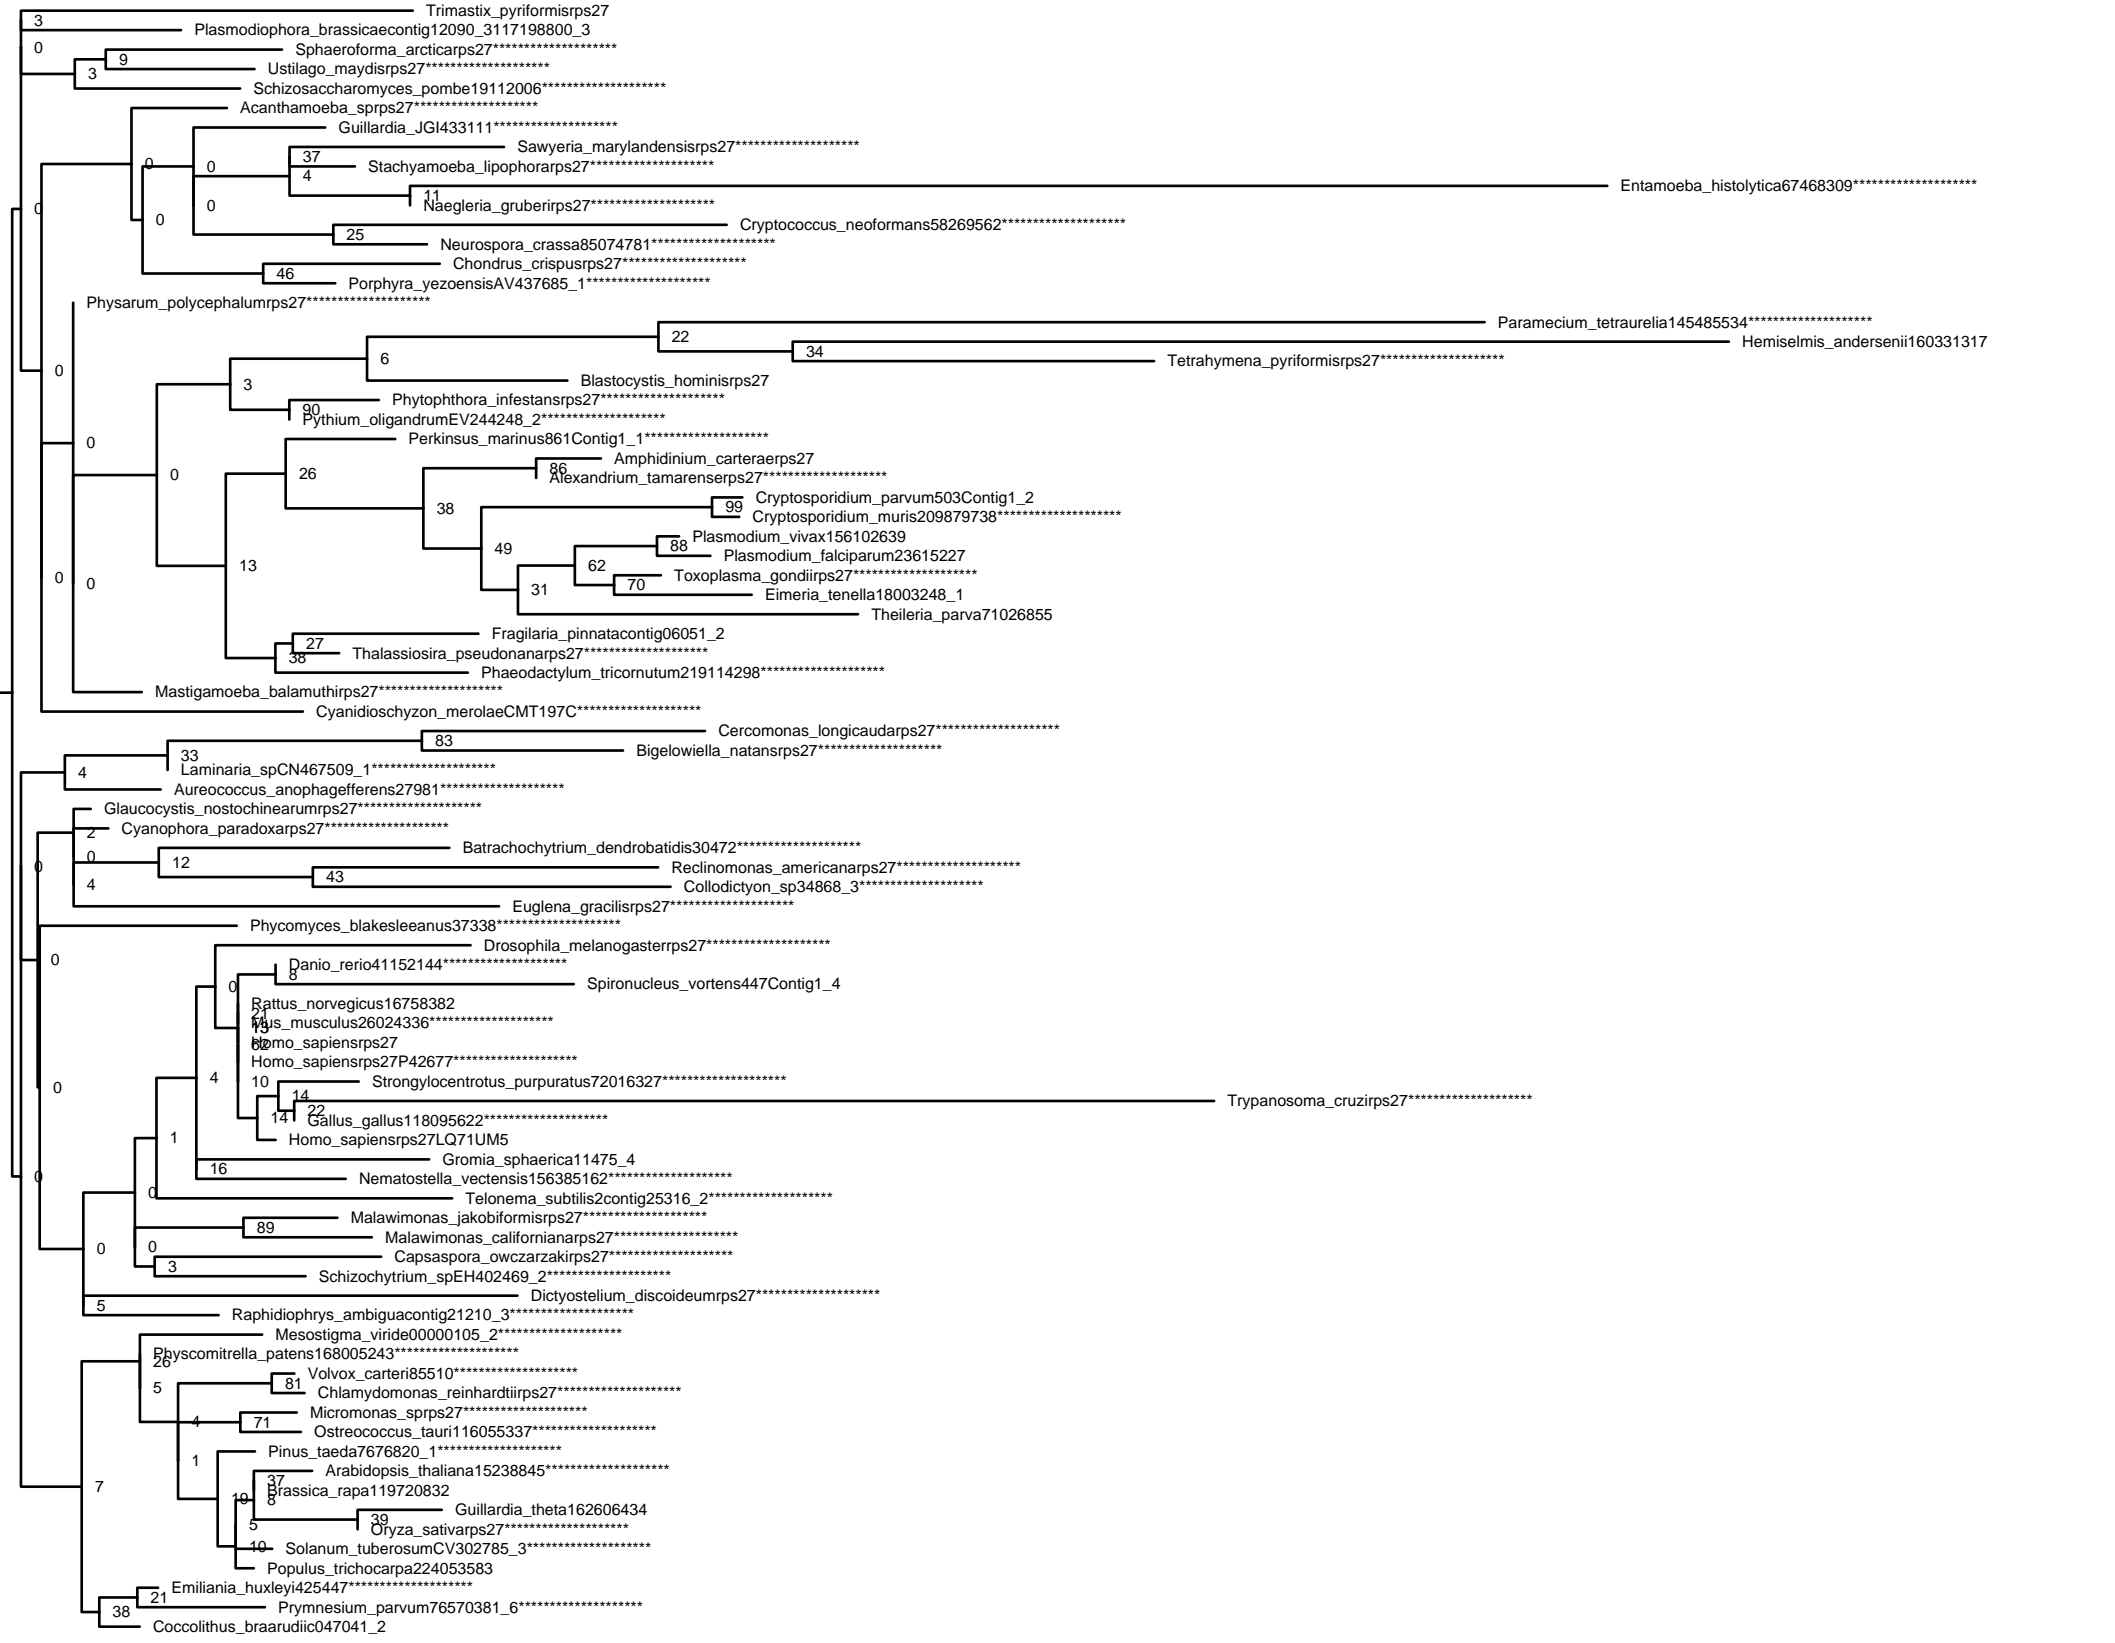 Trimastix_pyriformisrps27
3
Plasmodiophora_brassicaecontig12090_3117198800_3
0
Sphaeroforma_arcticarps27********************
9
Ustilago_maydisrps27********************
3
Schizosaccharomyces_pombe19112006********************
Acanthamoeba_sprps27********************
Guillardia_JGI433111********************
Sawyeria_marylandensisrps27********************
37
0
0
Stachyamoeba_lipophorarps27********************
4
Entamoeba_histolytica67468309********************
11
Naegleria_gruberirps27********************
0
0
0
Cryptococcus_neoformans58269562********************
25
Neurospora_crassa85074781********************
Chondrus_crispusrps27********************
46
Porphyra_yezoensisAV437685_1********************
Physarum_polycephalumrps27********************
Paramecium_tetraurelia145485534********************
22
Hemiselmis_andersenii160331317
34
6
Tetrahymena_pyriformisrps27********************
0
3
Blastocystis_hominisrps27
Phytophthora_infestansrps27********************
90
Pythium_oligandrumEV244248_2********************
Perkinsus_marinus861Contig1_1********************
0
Amphidinium_carteraerps27
86
0
26
Alexandrium_tamarenserps27********************
Cryptosporidium_parvum503Contig1_2
99
38
Cryptosporidium_muris209879738********************
Plasmodium_vivax156102639
88
49
Plasmodium_falciparum23615227
13
62
Toxoplasma_gondiirps27********************
0
0
70
31
Eimeria_tenella18003248_1
Theileria_parva71026855
Fragilaria_pinnatacontig06051_2
27
Thalassiosira_pseudonanarps27********************
38
Phaeodactylum_tricornutum219114298********************
Mastigamoeba_balamuthirps27********************
Cyanidioschyzon_merolaeCMT197C********************
Cercomonas_longicaudarps27********************
83
Bigelowiella_natansrps27********************
33
Laminaria_spCN467509_1********************
4
Aureococcus_anophagefferens27981********************
Glaucocystis_nostochinearumrps27********************
Cyanophora_paradoxarps27********************
2
Batrachochytrium_dendrobatidis30472********************
0
12
0
Reclinomonas_americanarps27********************
43
4
Collodictyon_sp34868_3********************
Euglena_gracilisrps27********************
Phycomyces_blakesleeanus37338********************
Drosophila_melanogasterrps27********************
0
Danio_rerio41152144********************
8
Spironucleus_vortens447Contig1_4
0
Rattus_norvegicus16758382
21
Mus_musculus26024336********************
Homo_sapiensrps27
62
Homo_sapiensrps27P42677********************
4
10
Strongylocentrotus_purpuratus72016327********************
0
14
Trypanosoma_cruzirps27********************
22
14
Gallus_gallus118095622********************
1
Homo_sapiensrps27LQ71UM5
Gromia_sphaerica11475_4
16
0
Nematostella_vectensis156385162********************
0
Telonema_subtilis2contig25316_2********************
Malawimonas_jakobiformisrps27********************
89
Malawimonas_californianarps27********************
0
0
Capsaspora_owczarzakirps27********************
3
Schizochytrium_spEH402469_2********************
Dictyostelium_discoideumrps27********************
5
Raphidiophrys_ambiguacontig21210_3********************
Mesostigma_viride00000105_2********************
Physcomitrella_patens168005243********************
26
Volvox_carteri85510********************
81
5
Chlamydomonas_reinhardtiirps27********************
Micromonas_sprps27********************
4
71
Ostreococcus_tauri116055337********************
Pinus_taeda7676820_1********************
1
Arabidopsis_thaliana15238845********************
37
7
Brassica_rapa119720832
19
8
Guillardia_theta162606434
39
5
Oryza_sativarps27********************
10
Solanum_tuberosumCV302785_3********************
Populus_trichocarpa224053583
Emiliania_huxleyi425447********************
21
Prymnesium_parvum76570381_6********************
38
Coccolithus_braarudiic047041_2